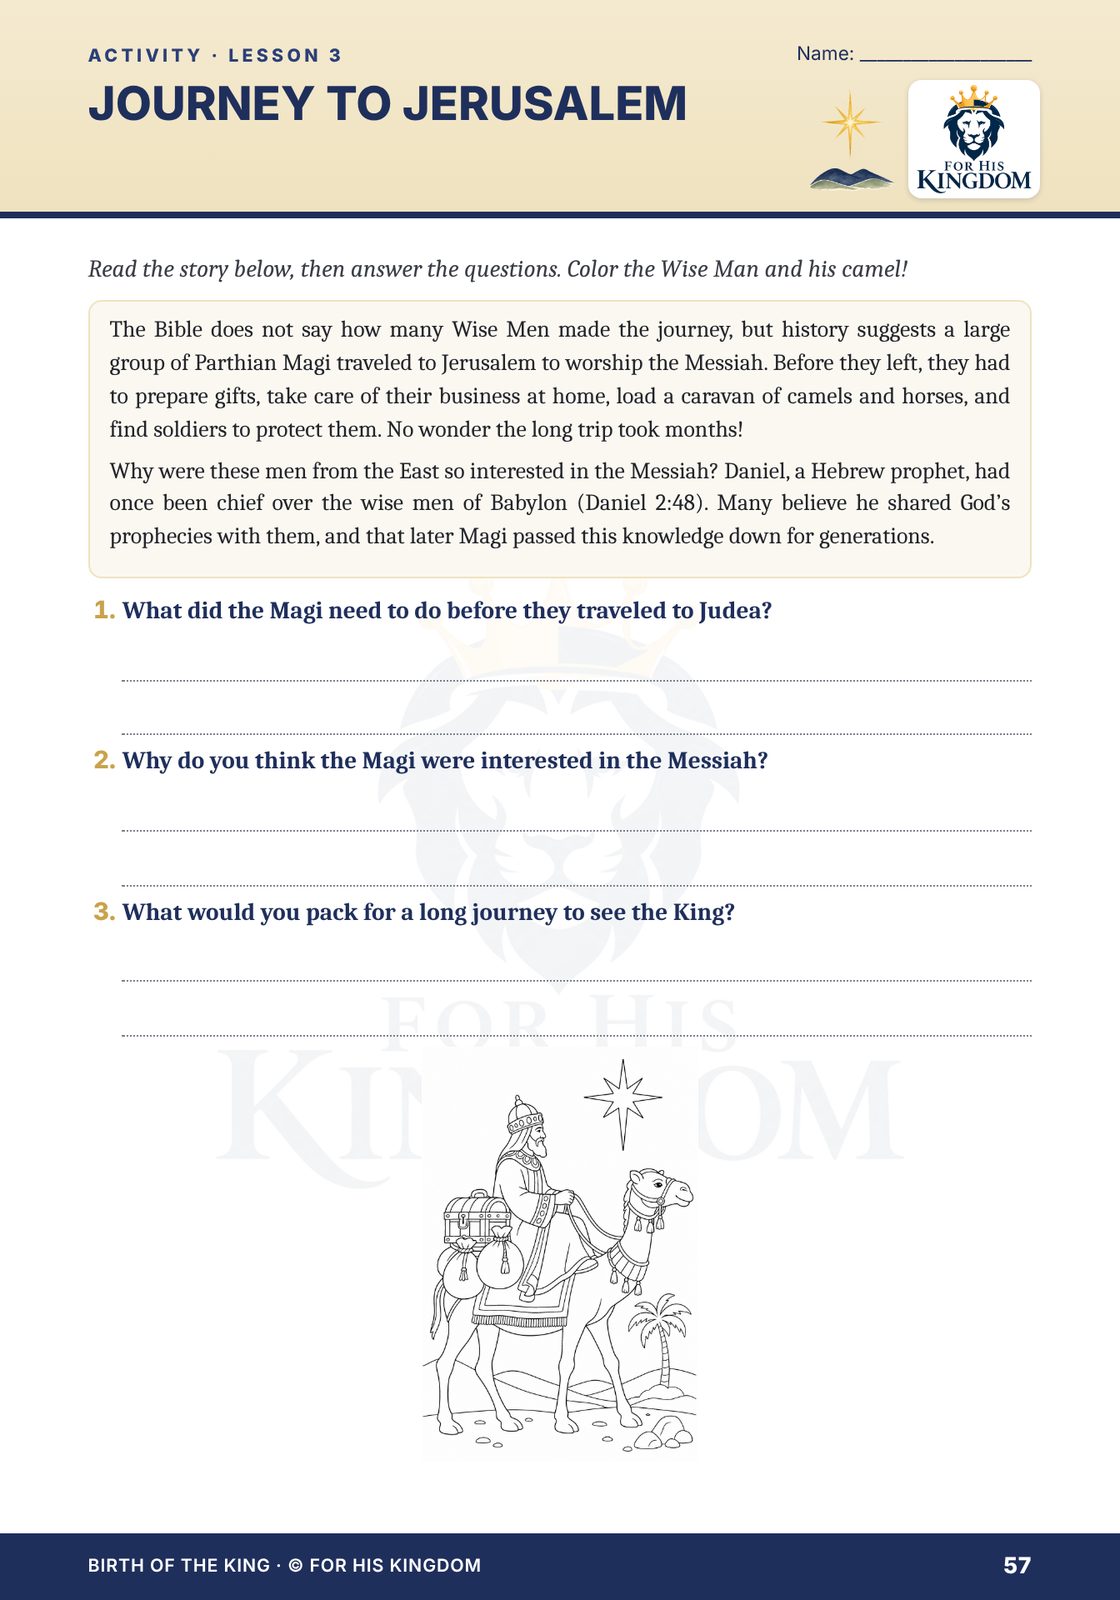 ACTIVITY · LESSON 3
Name: ____________________
JOURNEY TO JERUSALEM
FOR HIS
KINGDOM
Read the story below, then answer the questions. Color the Wise Man and his camel!
The Bible does not say how many Wise Men made the journey, but history suggests a large
group of Parthian Magi traveled to Jerusalem to worship the Messiah. Before they left, they had
to prepare gifts, take care of their business at home, load a caravan of camels and horses, and
find soldiers to protect them. No wonder the long trip took months!
Why were these men from the East so interested in the Messiah? Daniel, a Hebrew prophet, had
once been chief over the wise men of Babylon (Daniel 2:48). Many believe he shared God’s
prophecies with them, and that later Magi passed this knowledge down for generations.
1. What did the Magi need to do before they traveled to Judea?
2. Why do you think the Magi were interested in the Messiah?
3. What would you pack for a long journey to see the King?
FOR HIS
KINGDOM
BIRTH OF THE KING · © FOR HIS KINGDOM
57